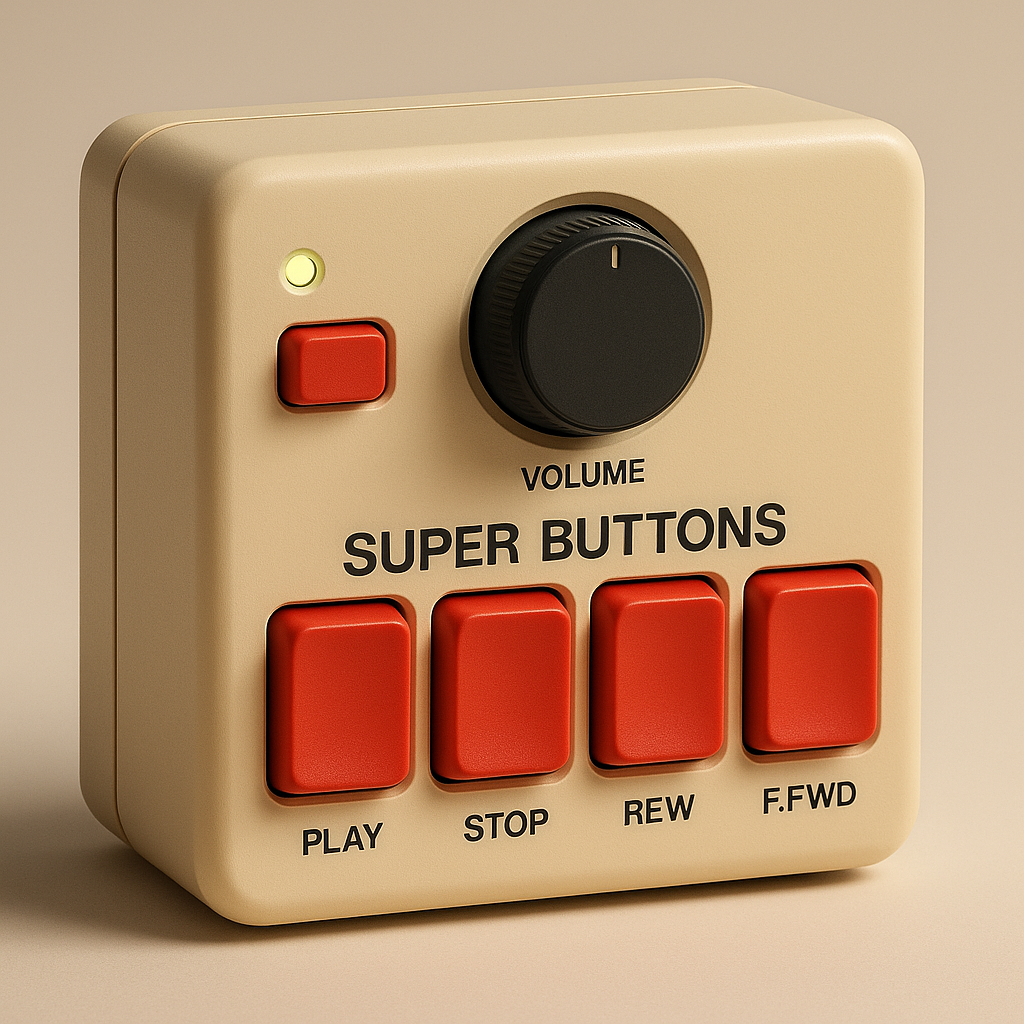 VOLUME
SUPER BUTTONS
PLAY
STOP
REW
F.FWD